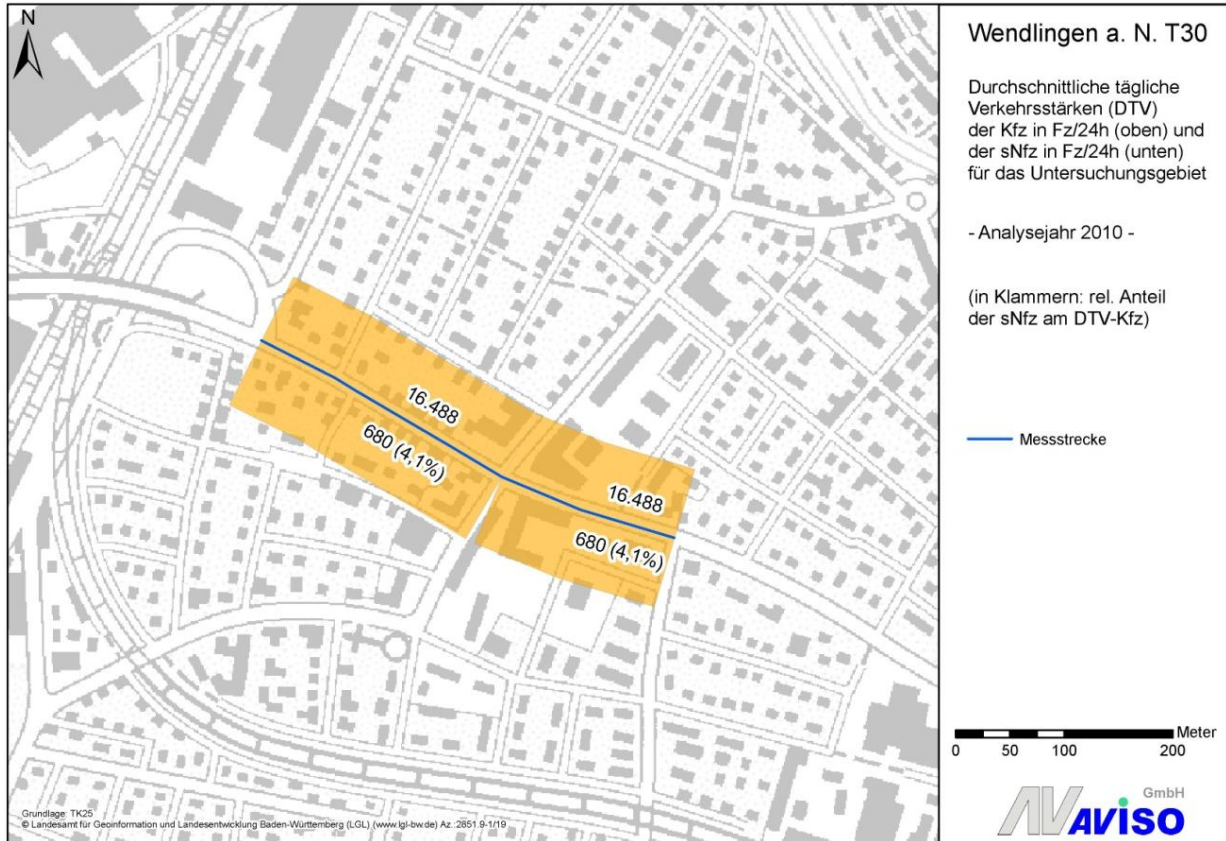 N
Wendlingen a. N. T30
Durchschnittliche tägliche
Verkehrsstärken (DTV)
der Kfz in Fz/24h (oben) und
der sNfz in Fz/24h (unten)
für das Untersuchungsgebiet
- Analysejahr 2010 -
(in Klammern: rel. Anteil
der sNfz am DTV-Kfz)
16.488
680 (4,1%)
16.488
680 (4,1%)
Messstrecke
Meter
0 50 100 200
GmbH
AVISO
Grundlage: TK25
© Landesamt für Geoinformation und Landesentwicklung Baden-Württemberg (LGL) (www.lgl-bw.de) Az.: 2851.9-1/19